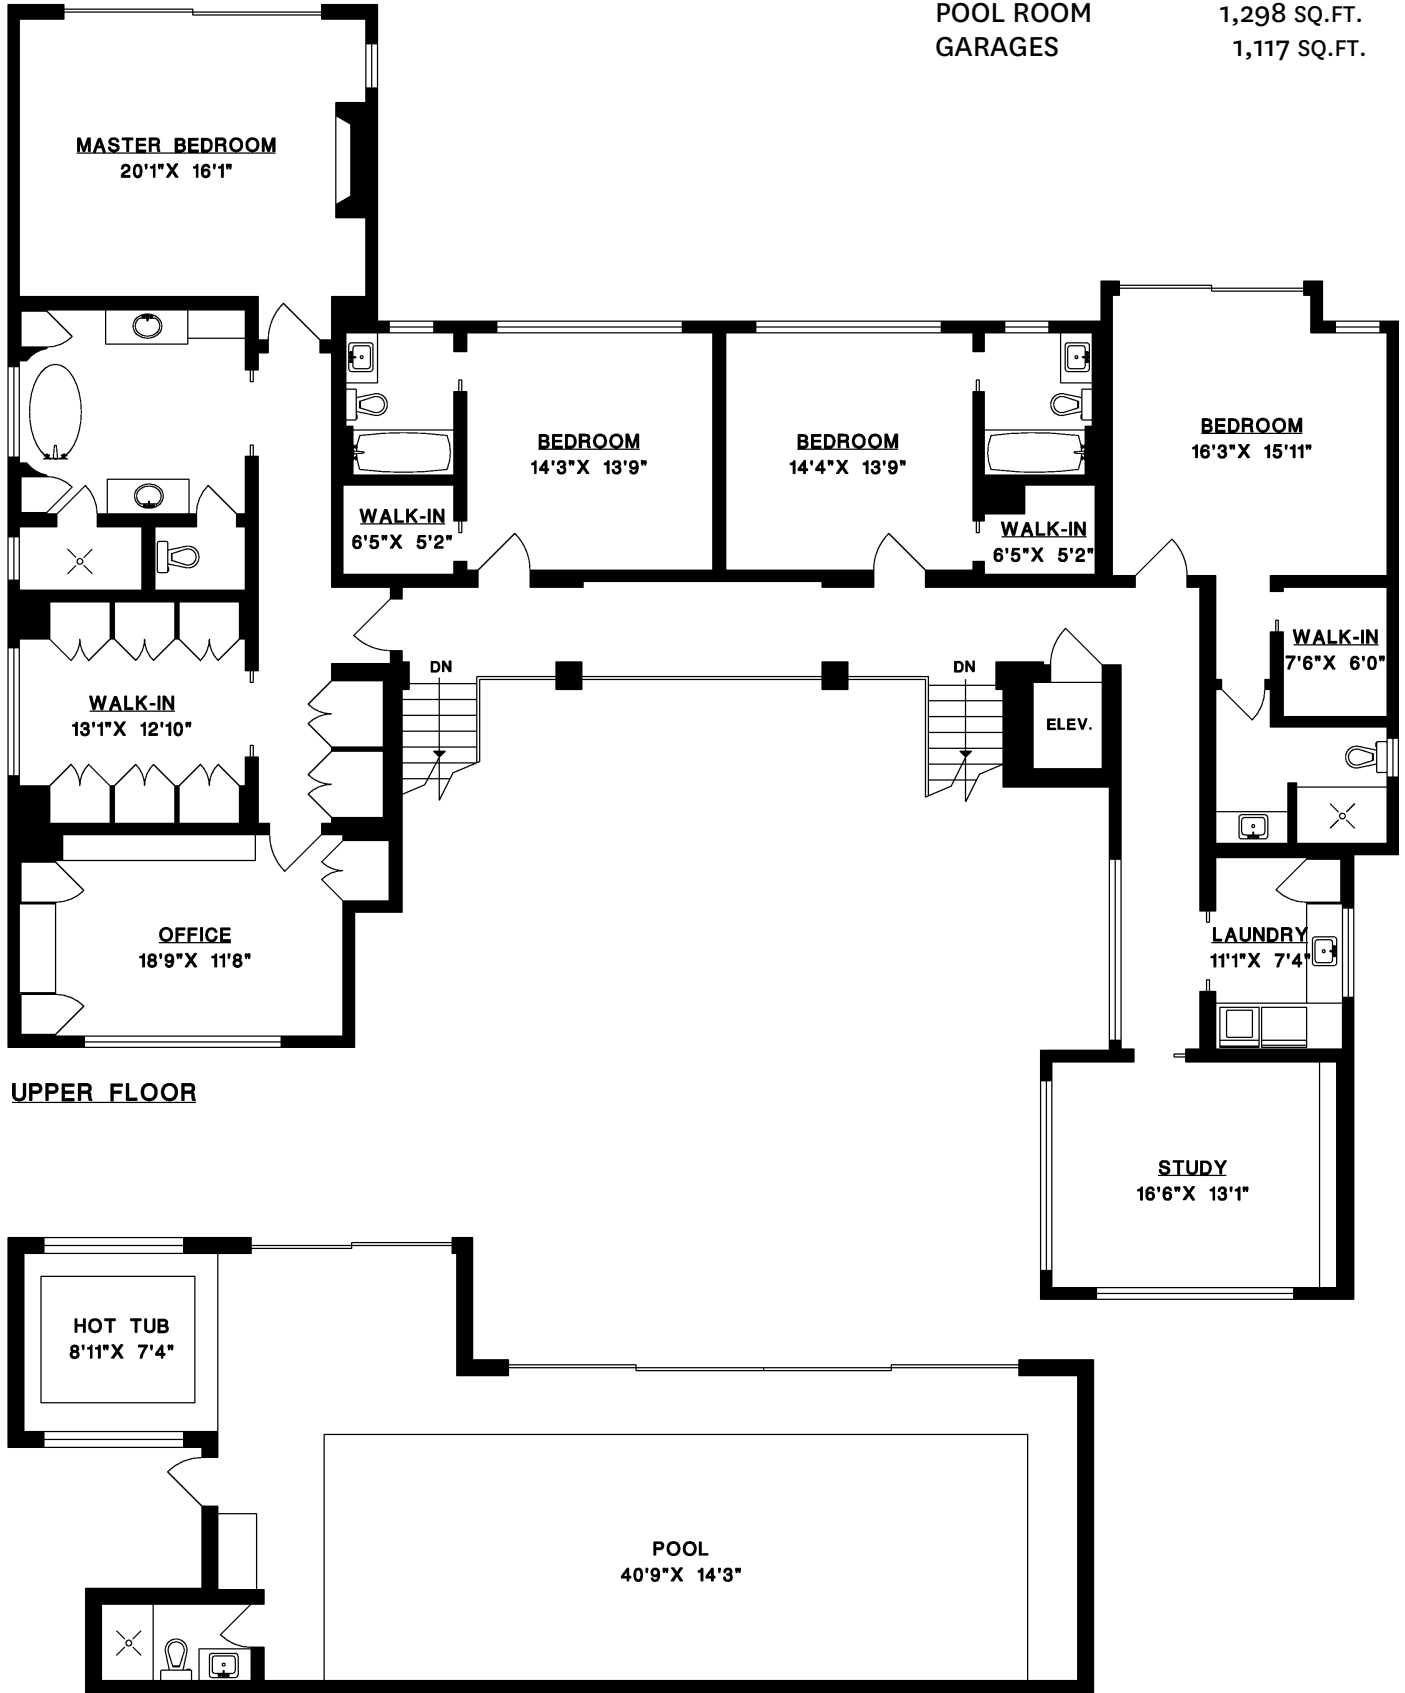 POOL ROOM 1,298 SQ.FT.
GARAGES 1,117 SQ.FT.
MASTER BEDROOM
20'1"X 16'1"
BEDROOM
14'3"X 13'9"
BEDROOM
14'4"X 13'9"
BEDROOM
16'3"X 15'11"
WALK-IN
6'5"X 5'2"
WALK-IN
6'5"X 5'2"
WALK-IN
7'6"X 6'0"
DN
DN
WALK-IN
13'1"X 12'10"
ELEV.
OFFICE
18'9"X 11'8"
LAUNDRY
11'1"X 7'4"
UPPER FLOOR
STUDY
16'6"X 13'1"
HOT TUB
8'11"X 7'4"
POOL
40'9"X 14'3"